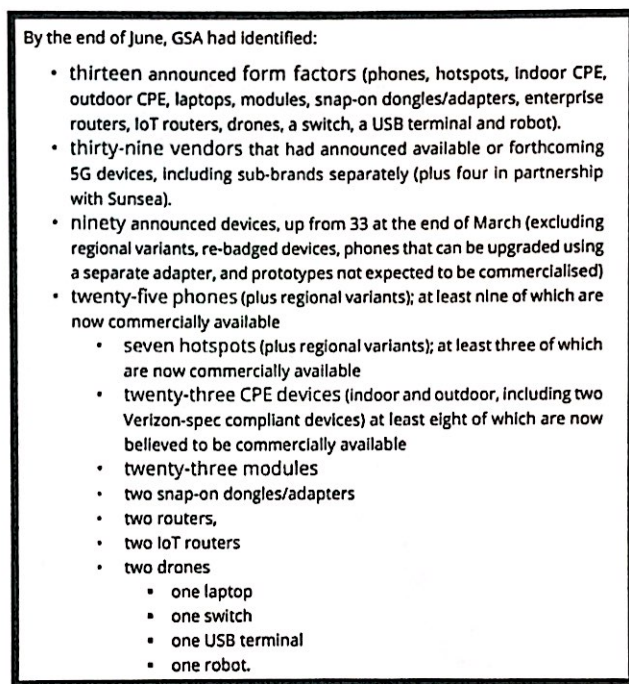 By the end of June, GSA had identified:
• thirteen announced form factors (phones, hotspots, indoor CPE,
outdoor CPE, laptops, modules, snap-on dongles/adapters, enterprise
routers, IoT routers, drones, a switch, a USB terminal and robot).
• thirty-nine vendors that had announced available or forthcoming
5G devices, including sub-brands separately (plus four in partnership
with Sunsea).
• ninety announced devices, up from 33 at the end of March (excluding
regional variants, re-badged devices, phones that can be upgraded using
a separate adapter, and prototypes not expected to be commercialised)
• twenty-five phones (plus regional variants); at least nine of which are
now commercially available
• seven hotspots (plus regional variants); at least three of which
are now commercially available
• twenty-three CPE devices (indoor and outdoor, including two
Verizon-spec compliant devices) at least eight of which are now
believed to be commercially available
• twenty-three modules
• two snap-on dongles/adapters
• two routers,
• two IoT routers
• two drones
▪ one laptop
▪ one switch
▪ one USB terminal
▪ one robot.